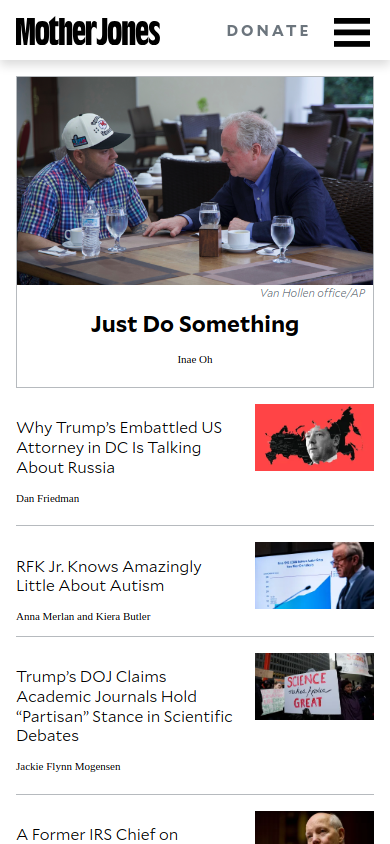 Mother Jones
DONATE
Van Hollen office/AP
Just Do Something
Inae Oh
Why Trump’s Embattled US
Attorney in DC Is Talking
About Russia
Dan Friedman
RFK Jr. Knows Amazingly
Little About Autism
Anna Merlan and Kiera Butler
Trump’s DOJ Claims
Academic Journals Hold
“Partisan” Stance in Scientific
Debates
SCIENCE
makes America
GREAT
Jackie Flynn Mogensen
A Former IRS Chief on